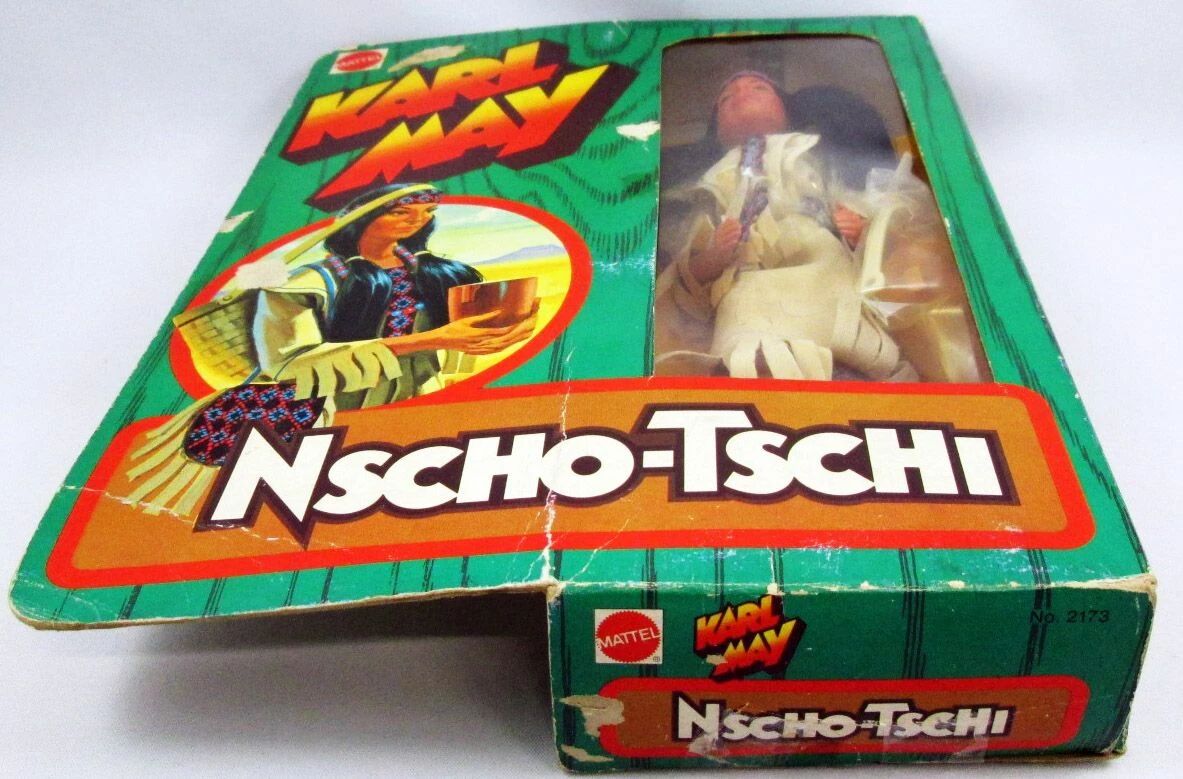 MATTEL
KARL
MAY
NSCHO-TSCHI
MATTEL
KARL
MAY
No. 2173
NSCHO-TSCHI